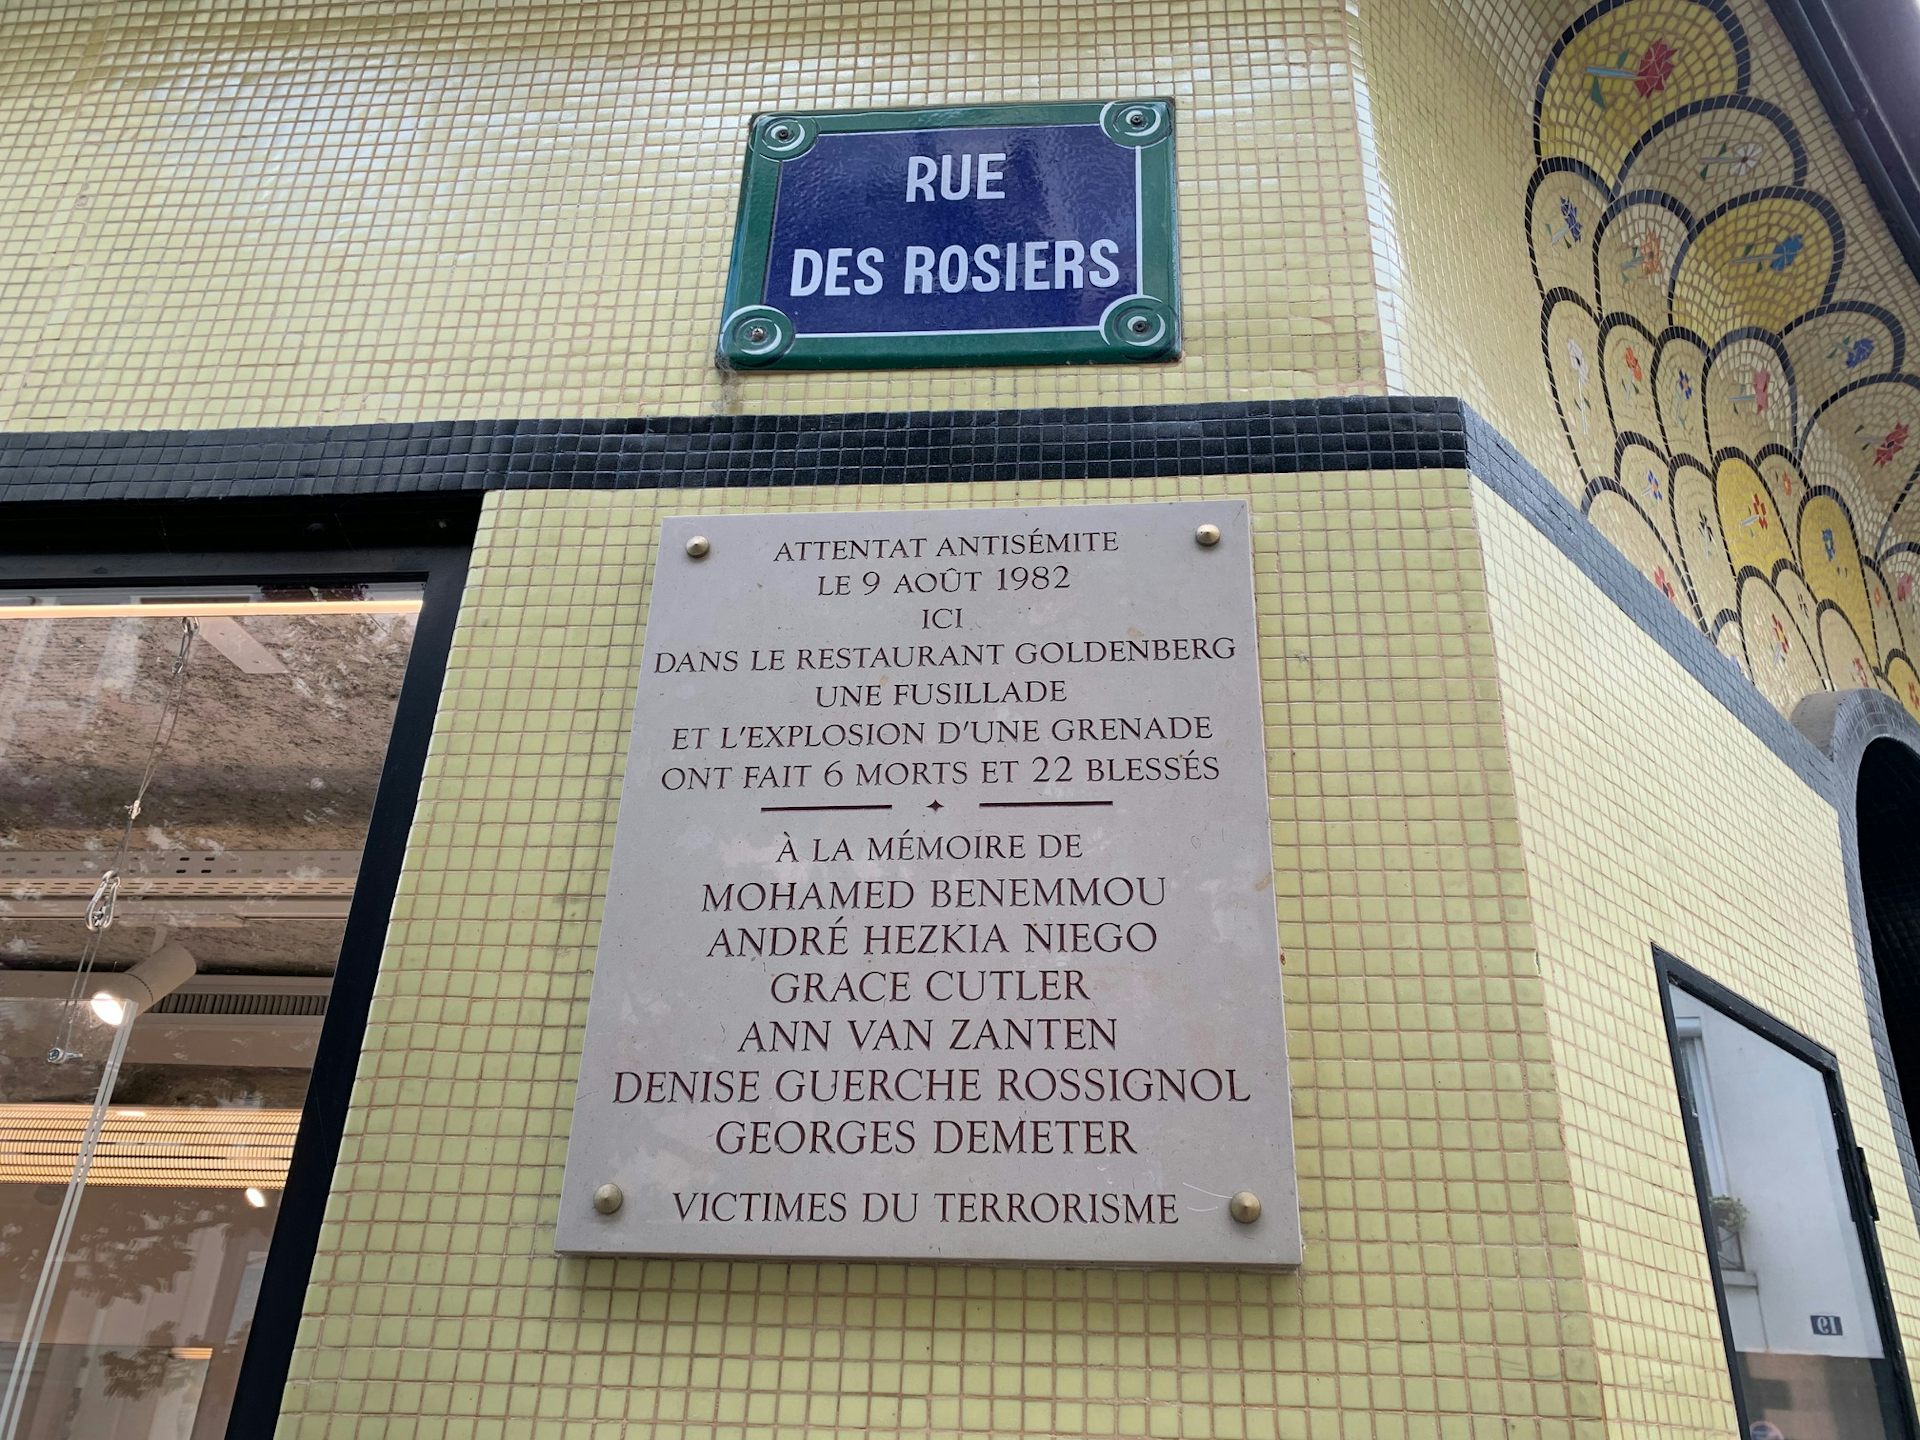 RUE
DES ROSIERS
ATTENTAT ANTISÉMITE
LE 9 AOÛT 1982
ICI
DANS LE RESTAURANT GOLDENBERG
UNE FUSILLADE
ET L'EXPLOSION D'UNE GRENADE
ONT FAIT 6 MORTS ET 22 BLESSÉS
À LA MÉMOIRE DE
MOHAMED BENEMMOU
ANDRÉ HEZKIA NIEGO
GRACE CUTLER
ANN VAN ZANTEN
DENISE GUERCHE ROSSIGNOL
GEORGES DEMETER
VICTIMES DU TERRORISME
19